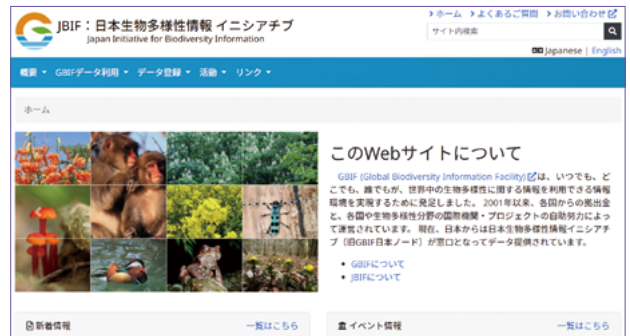 JBIF：日本生物多様性情報 イニシアチブ
Japan Initiative for Biodiversity Information
ホーム よくあるご質問 お問い合わせ
サイト内検索
Japanese | English
概要 GBIFデータ利用 データ登録 活動 リンク
ホーム
このWebサイトについて
GBIF (Global Biodiversity Information Facility)は、いつでも、ど
こでも、誰でもが、世界中の生物多様性に関する情報を利用できる情報
環境を実現するために発足しました。 2001年以来、各国からの拠出金
と、各国や生物多様性分野の国際機関・プロジェクトの自助努力によっ
て運営されています。 現在、日本からは日本生物多様性情報イニシアチ
ブ（旧GBIF日本ノード）が窓口となってデータ提供されています。
• GBIFについて
• JBIFについて
新着情報 一覧はこちら
イベント情報 一覧はこちら